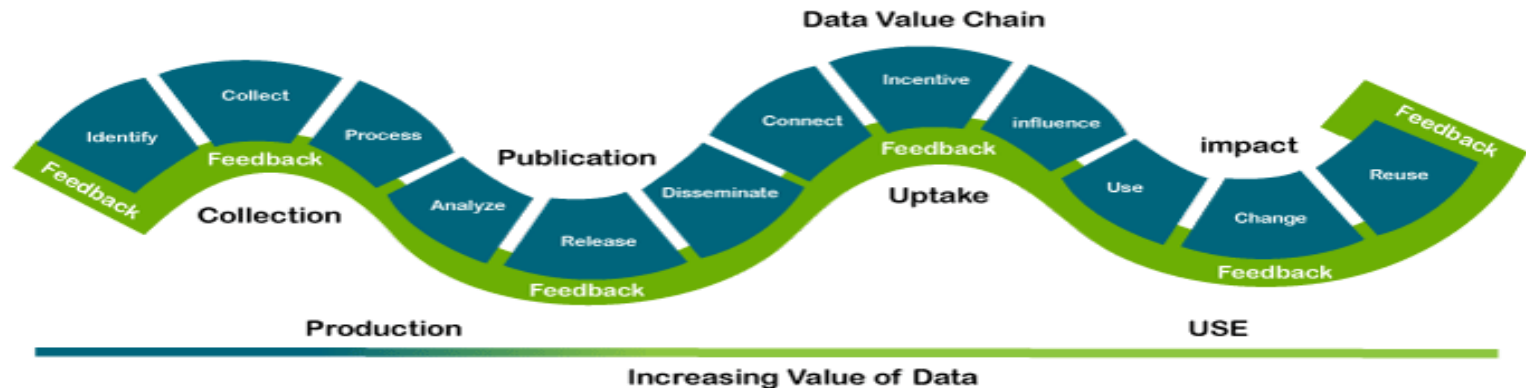 Data Value Chain
Identify
Collect
Process
Analyze
Release
Disseminate
Connect
Incentive
influence
Use
Change
Reuse
Feedback
Feedback
Feedback
Feedback
Feedback
Feedback
Collection
Publication
Uptake
impact
Production
USE
Increasing Value of Data